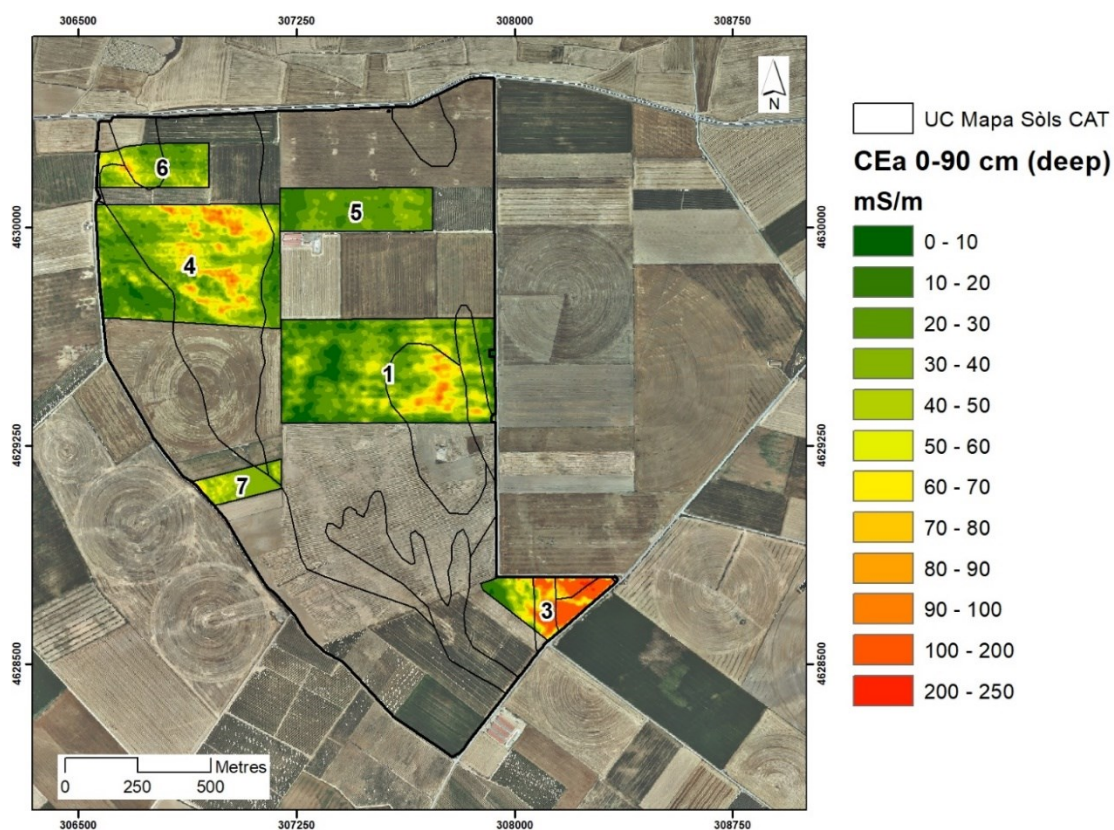 306500 307250 308000 308750
N
UC Mapa Sòls CAT
CEa 0-90 cm (deep)
mS/m
0 - 10
10 - 20
20 - 30
30 - 40
40 - 50
50 - 60
60 - 70
70 - 80
80 - 90
90 - 100
100 - 200
200 - 250
6
5
4630000 4630000
4
1
4629250 4629250
7
3
4628500 4628500
Metres
0 250 500
306500 307250 308000 308750